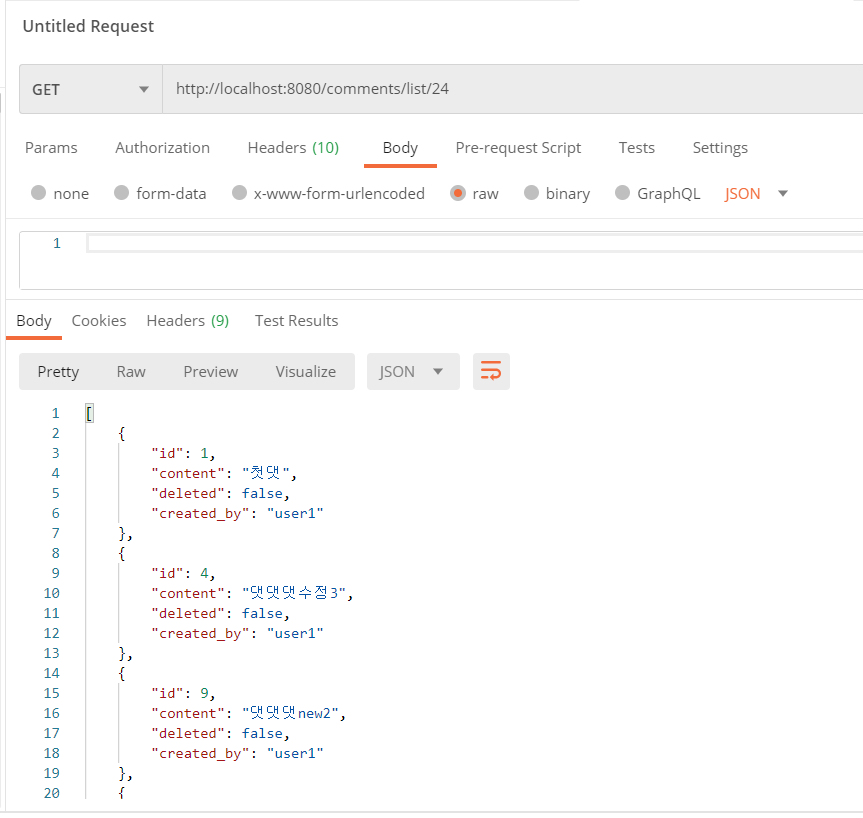 Untitled Request
GET http://localhost:8080/comments/list/24
Params Authorization Headers (10) Body Pre-request Script Tests Settings
none form-data x-www-form-urlencoded raw binary GraphQL JSON
1
Body Cookies Headers (9) Test Results
Pretty Raw Preview Visualize JSON
1 [
2 {
3 "id": 1,
4 "content": "첫댓",
5 "deleted": false,
6 "created_by": "user1"
7 },
8 {
9 "id": 4,
10 "content": "댓댓댓수정3",
11 "deleted": false,
12 "created_by": "user1"
13 },
14 {
15 "id": 9,
16 "content": "댓댓댓new2",
17 "deleted": false,
18 "created_by": "user1"
19 },
20 {